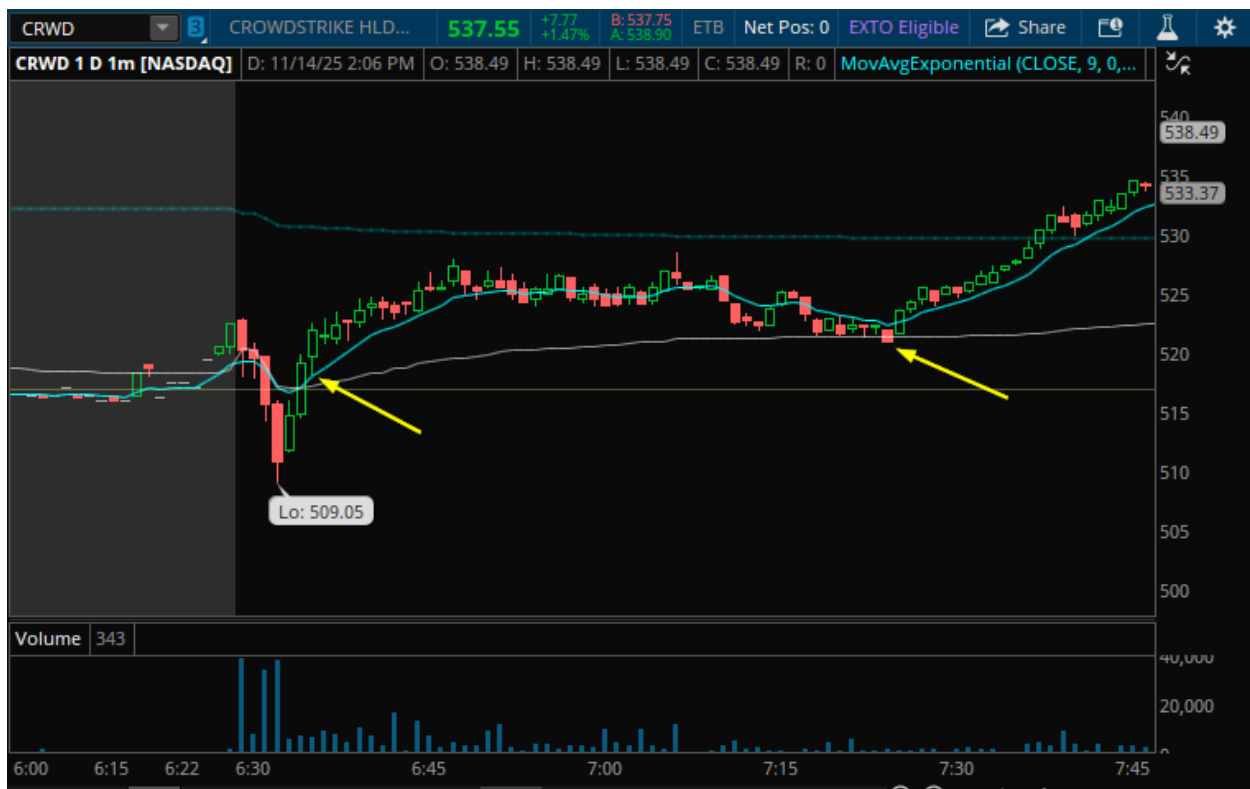 CRWD 3 CROWDSTRIKE HLD... 537.55 +7.77 +1.47% B: 537.75 A: 538.90 ETB Net Pos: 0 EXTO Eligible Share
CRWD 1 D 1m [NASDAQ] D: 11/14/25 2:06 PM O: 538.49 H: 538.49 L: 538.49 C: 538.49 R: 0 MovAvgExponential (CLOSE, 9, 0,...
540
538.49
535
533.37
530
525
520
515
510
Lo: 509.05
505
500
Volume 343
40,000
20,000
0
6:00 6:15 6:22 6:30 6:45 7:00 7:15 7:30 7:45